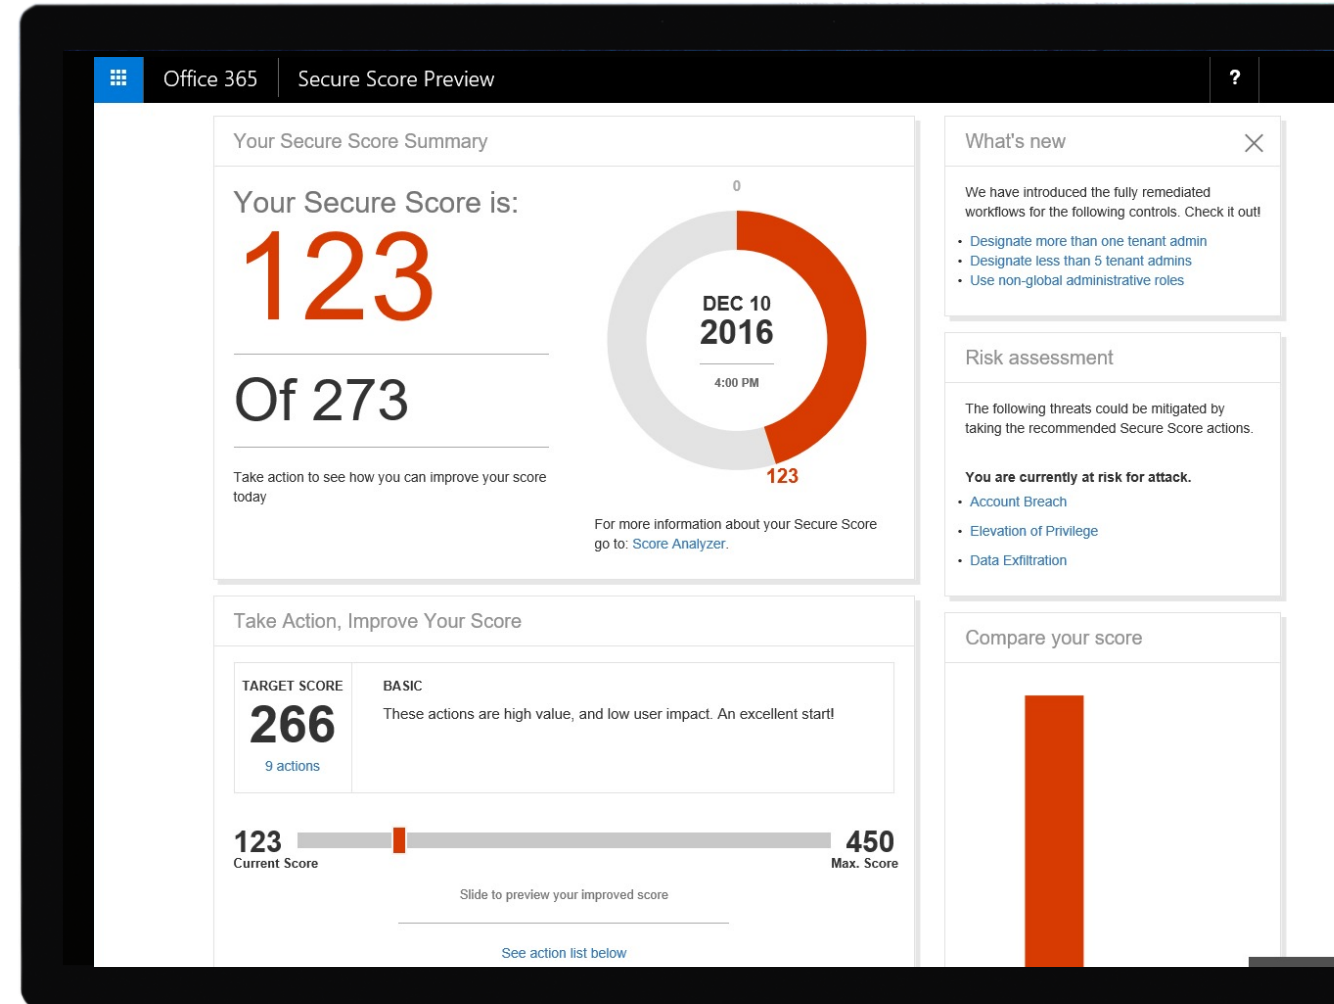 Office 365
Secure Score Preview
?
Your Secure Score Summary
Your Secure Score is:
123
Of 273
Take action to see how you can improve your score
today
0
DEC 10
2016
4:00 PM
123
For more information about your Secure Score
go to: Score Analyzer.
Take Action, Improve Your Score
TARGET SCORE
266
9 actions
BASIC
These actions are high value, and low user impact. An excellent start!
123
Current Score
450
Max. Score
Slide to preview your improved score
See action list below
What's new
We have introduced the fully remediated
workflows for the following controls. Check it out!
• Designate more than one tenant admin
• Designate less than 5 tenant admins
• Use non-global administrative roles
Risk assessment
The following threats could be mitigated by
taking the recommended Secure Score actions.
You are currently at risk for attack.
• Account Breach
• Elevation of Privilege
• Data Exfiltration
Compare your score